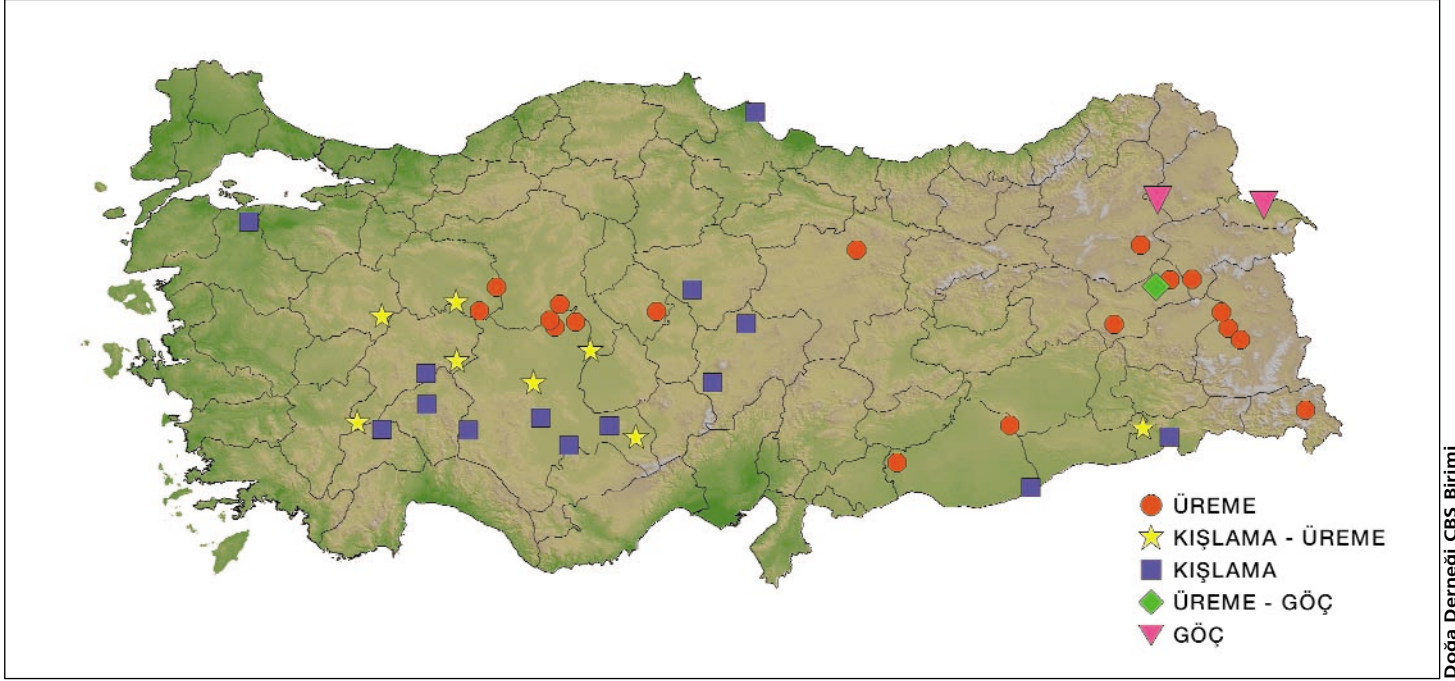 ÜREME
KIŞLAMA - ÜREME
KIŞLAMA
ÜREME - GÖÇ
GÖÇ
Doğa Derneği CBS Birimi